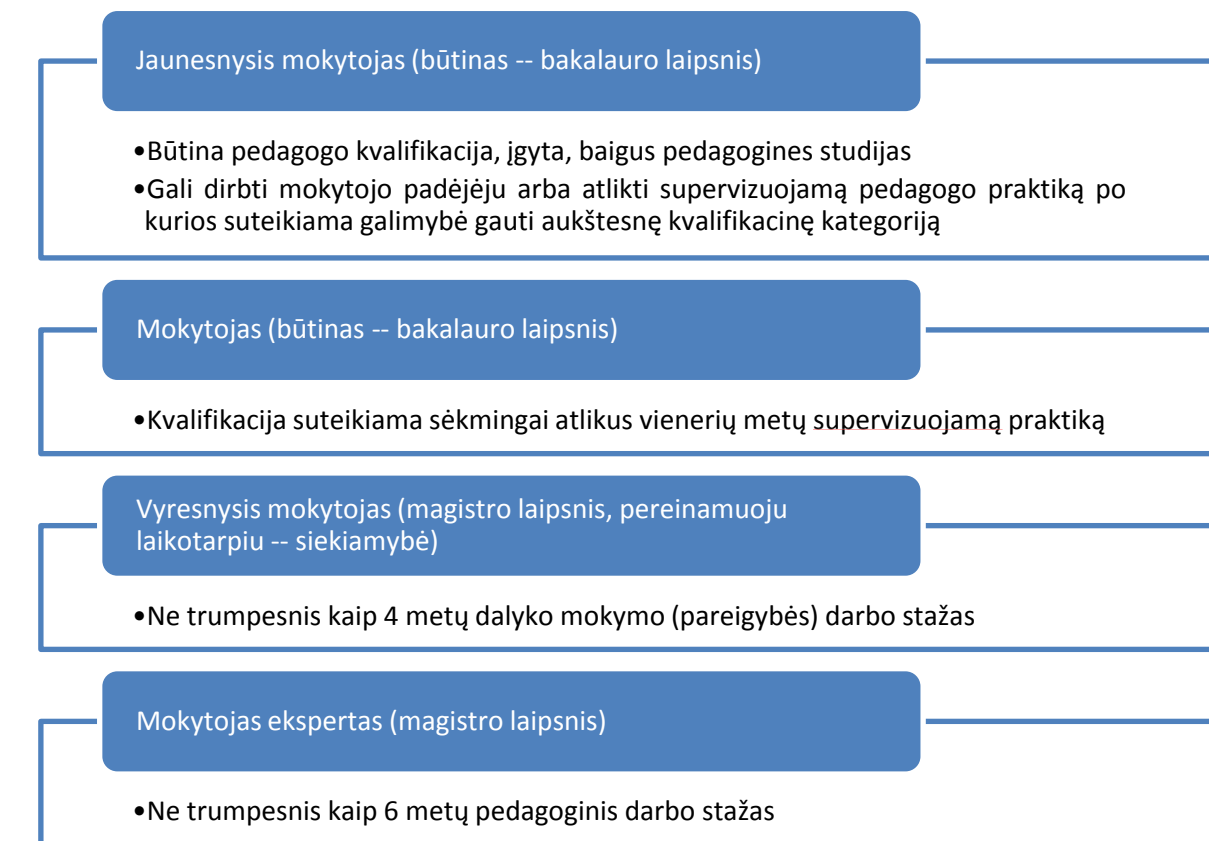 Jaunesnysis mokytojas (būtinas -- bakalauro laipsnis)
•Būtina pedagogo kvalifikacija, įgyta, baigus pedagogines studijas
•Gali dirbti mokytojo padėjėju arba atlikti supervizuojamą pedagogo praktiką po
kurios suteikiama galimybė gauti aukštesnę kvalifikacinę kategoriją
Mokytojas (būtinas -- bakalauro laipsnis)
•Kvalifikacija suteikiama sėkmingai atlikus vienerių metų supervizuojamą praktiką
Vyresnysis mokytojas (magistro laipsnis, pereinamuoju
laikotarpiu -- siekiamybė)
•Ne trumpesnis kaip 4 metų dalyko mokymo (pareigybės) darbo stažas
Mokytojas ekspertas (magistro laipsnis)
•Ne trumpesnis kaip 6 metų pedagoginis darbo stažas